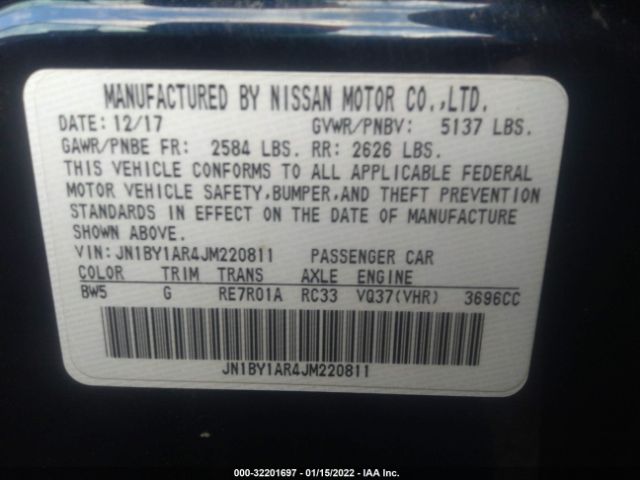 MANUFACTURED BY NISSAN MOTOR CO.,LTD.
DATE: 12/17 GVWR/PNBV: 5137 LBS.
GAWR/PNBE FR: 2584 LBS. RR: 2626 LBS.
THIS VEHICLE CONFORMS TO ALL APPLICABLE FEDERAL
MOTOR VEHICLE SAFETY,BUMPER,AND THEFT PREVENTION
STANDARDS IN EFFECT ON THE DATE OF MANUFACTURE
SHOWN ABOVE.
VIN: JN1BY1AR4JM220811 PASSENGER CAR
COLOR TRIM TRANS AXLE ENGINE
BW5 G RE7R01A RC33 VQ37(VHR) 3696CC
JN1BY1AR4JM220811
000-32201697 - 01/15/2022 - IAA Inc.